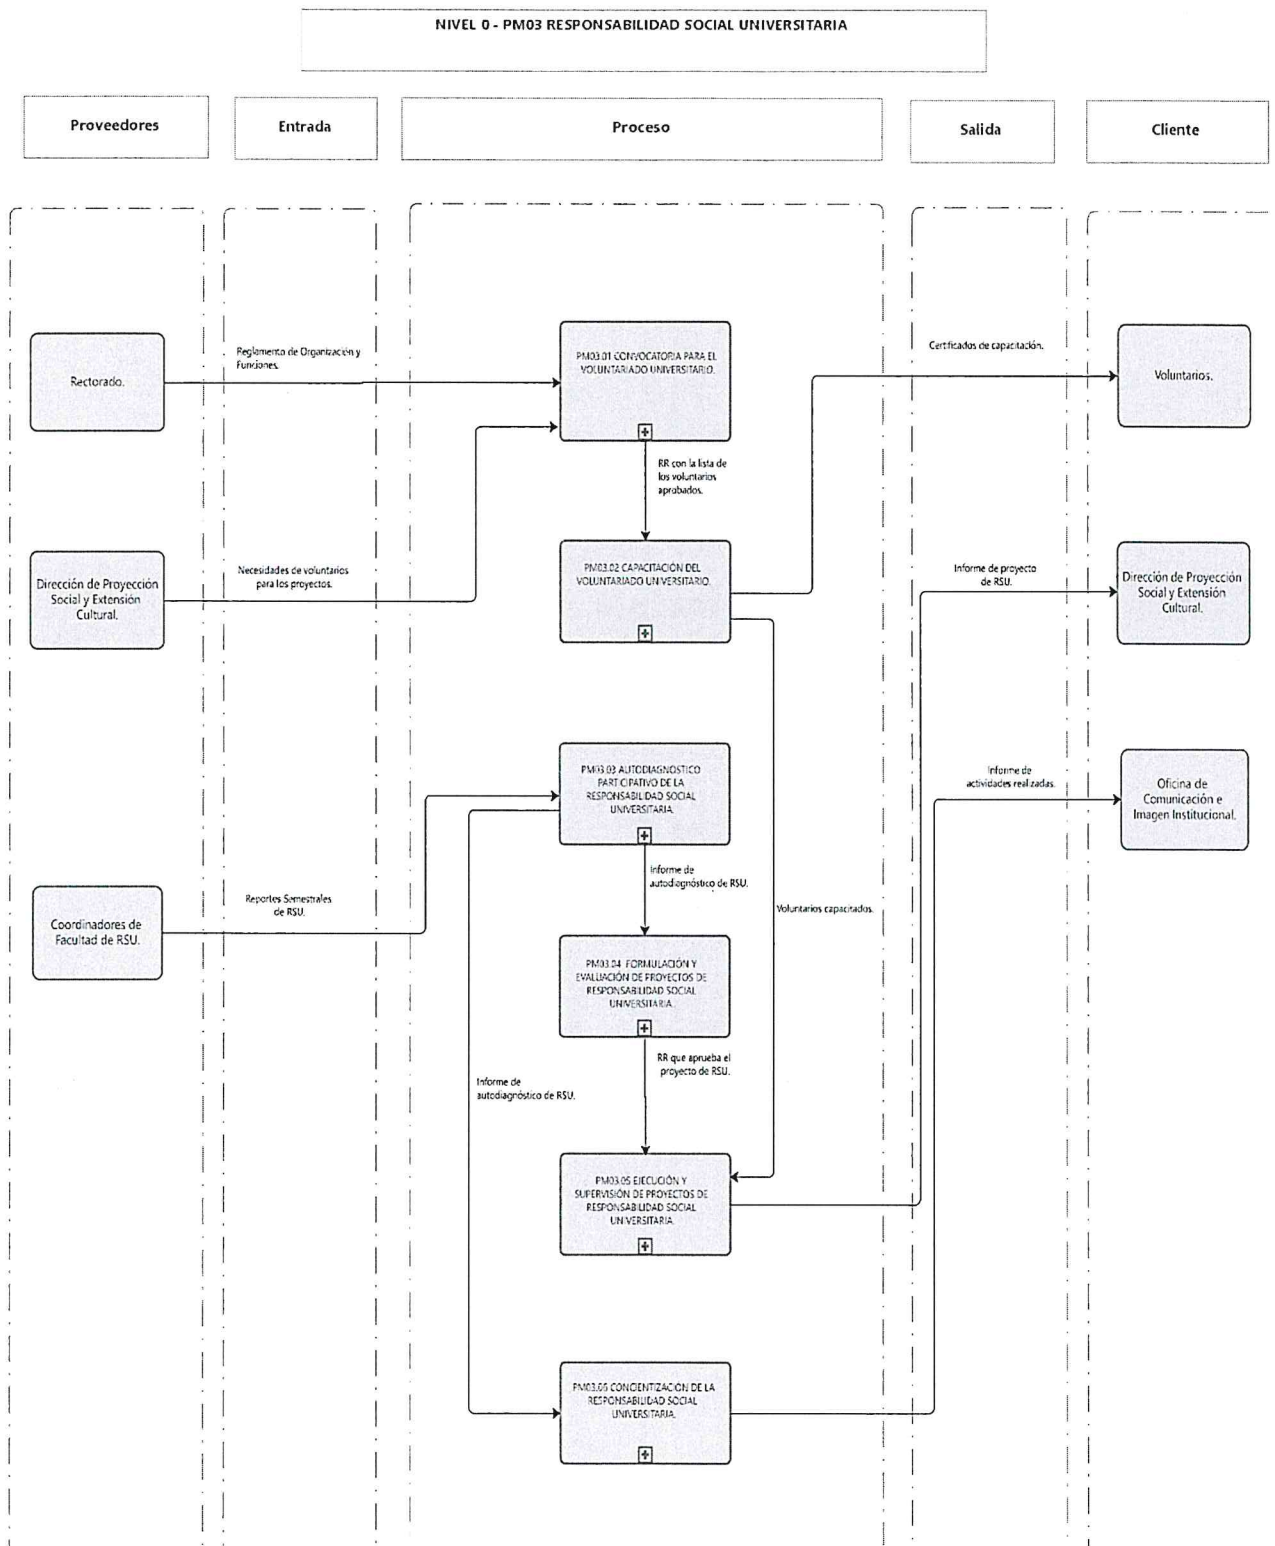 NIVEL 0 - PM03 RESPONSABILIDAD SOCIAL UNIVERSITARIA
Proveedores
Entrada
Proceso
Salida
Cliente
Rectorado.
Reglamento de Organización y
Funciones.
PM03.01 CONVOCATORIA PARA EL
VOLUNTARIADO UNIVERSITARIO.
Certificados de capacitación.
Voluntarios.
RR con la lista de
los voluntarios
aprobados.
Dirección de Proyección
Social y Extensión
Cultural.
Necesidades de voluntarios
para los proyectos.
PM03.02 CAPACITACIÓN DEL
VOLUNTARIADO UNIVERSITARIO.
Informe de proyecto
de RSU.
Dirección de Proyección
Social y Extensión
Cultural.
PM03.03 AUTODIAGNÓSTICO
PARTICIPATIVO DE LA
RESPONSABILIDAD SOCIAL
UNIVERSITARIA.
Informe de
actividades realizadas.
Oficina de
Comunicación e
Imagen Institucional.
Informe de
autodiagnóstico de RSU.
Coordinadores de
Facultad de RSU.
Reportes Semestrales
de RSU.
Voluntarios capacitados.
PM03.04 FORMULACIÓN Y
EVALUACIÓN DE PROYECTOS DE
RESPONSABILIDAD SOCIAL
UNIVERSITARIA.
RR que aprueba el
proyecto de RSU.
Informe de
autodiagnóstico de RSU.
PM03.05 EJECUCIÓN Y
SUPERVISIÓN DE PROYECTOS DE
RESPONSABILIDAD SOCIAL
UNIVERSITARIA.
PM03.06 CONCIENTIZACIÓN DE LA
RESPONSABILIDAD SOCIAL
UNIVERSITARIA.